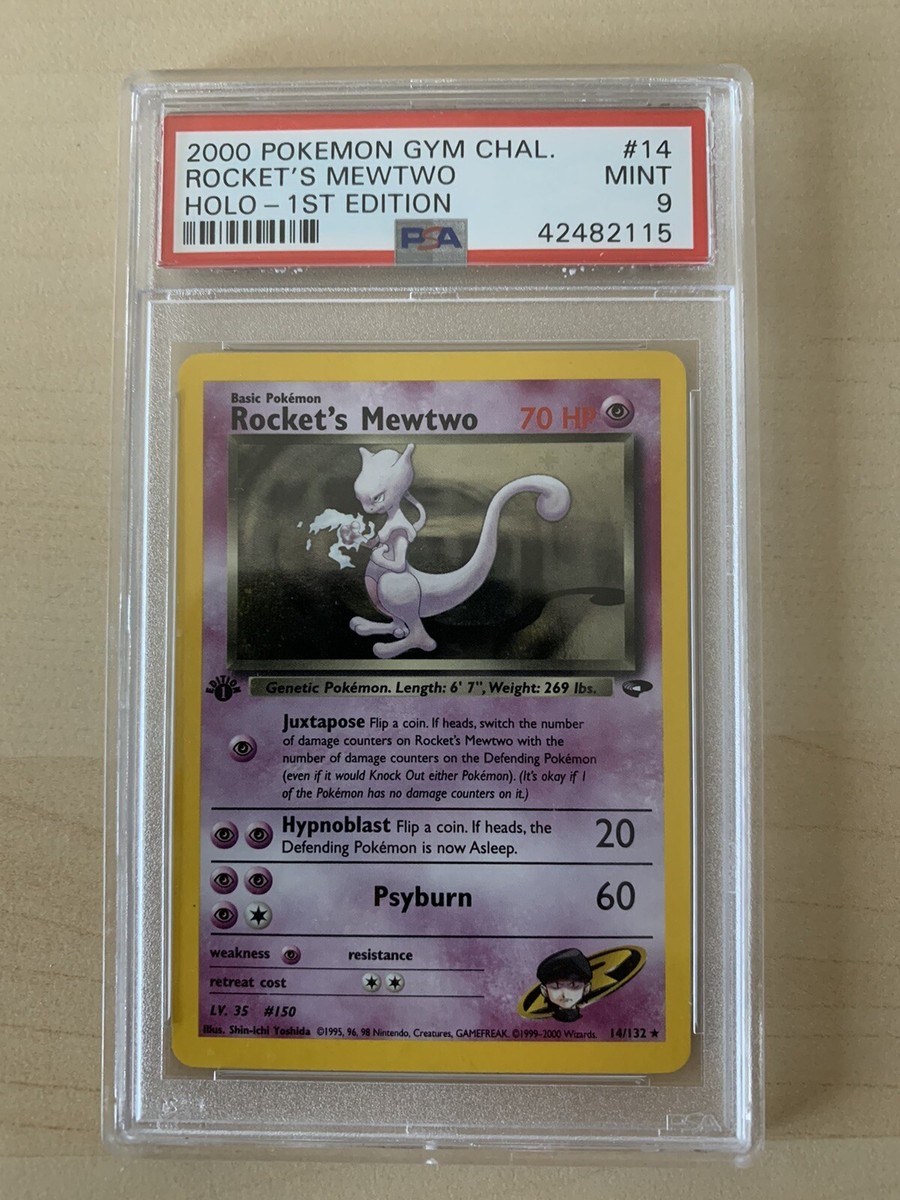 2000 POKEMON GYM CHAL. #14
ROCKET'S MEWTWO MINT
HOLO – 1ST EDITION 9
PSA 42482115
Basic Pokémon
Rocket's Mewtwo 70 HP
EDITION 1
Genetic Pokémon. Length: 6' 7", Weight: 269 lbs.
Juxtapose Flip a coin. If heads, switch the number
of damage counters on Rocket's Mewtwo with the
number of damage counters on the Defending Pokémon
(even if it would Knock Out either Pokémon). (It's okay if 1
of the Pokémon has no damage counters on it.)
Hypnoblast Flip a coin. If heads, the
Defending Pokémon is now Asleep. 20
Psyburn 60
weakness resistance
retreat cost
LV. 35 #150
Illus. Shin-ichi Yoshida ©1995, 96, 98 Nintendo, Creatures, GAMEFREAK. ©1999-2000 Wizards. 14/132 ★
PSA